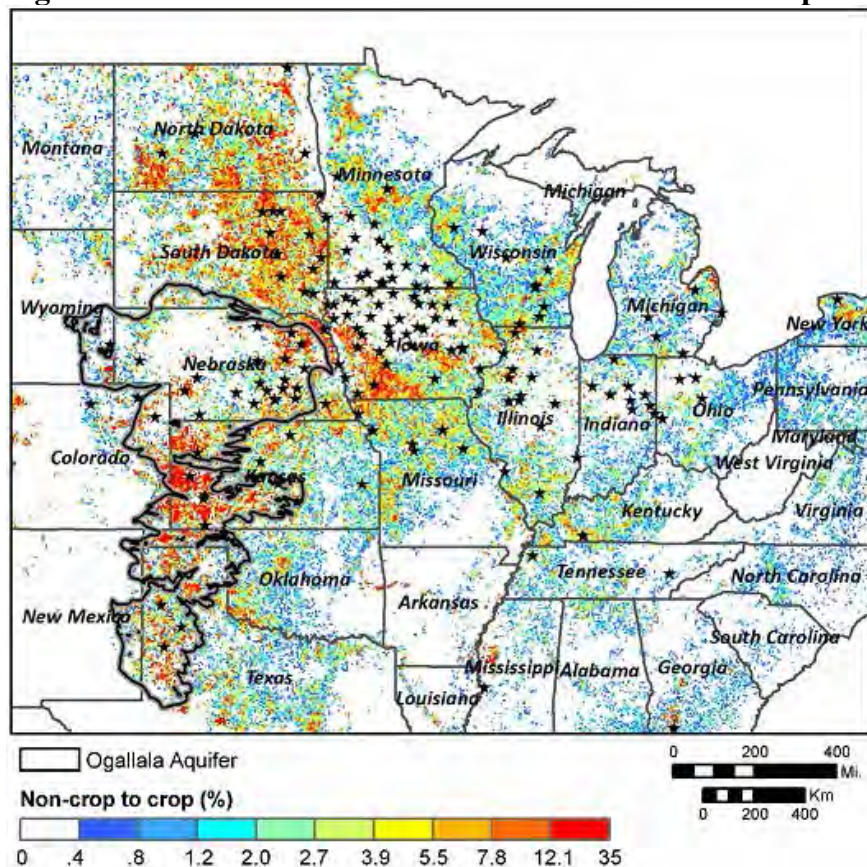 North Dakota
Montana
Minnesota
Michigan
South Dakota
Wisconsin
Wyoming
Michigan
New York
Iowa
Nebraska
Pennsylvania
Illinois
Indiana
Ohio
Maryland
Colorado
West Virginia
Kansas
Missouri
Kentucky
Virginia
Oklahoma
Tennessee
North Carolina
Arkansas
New Mexico
South Carolina
Mississippi
Alabama
Georgia
Texas
Louisiana
Ogallala Aquifer
0 200 400
Mi.
Km
0 200 400
Non-crop to crop (%)
0 .4 .8 1.2 2.0 2.7 3.9 5.5 7.8 12.1 35